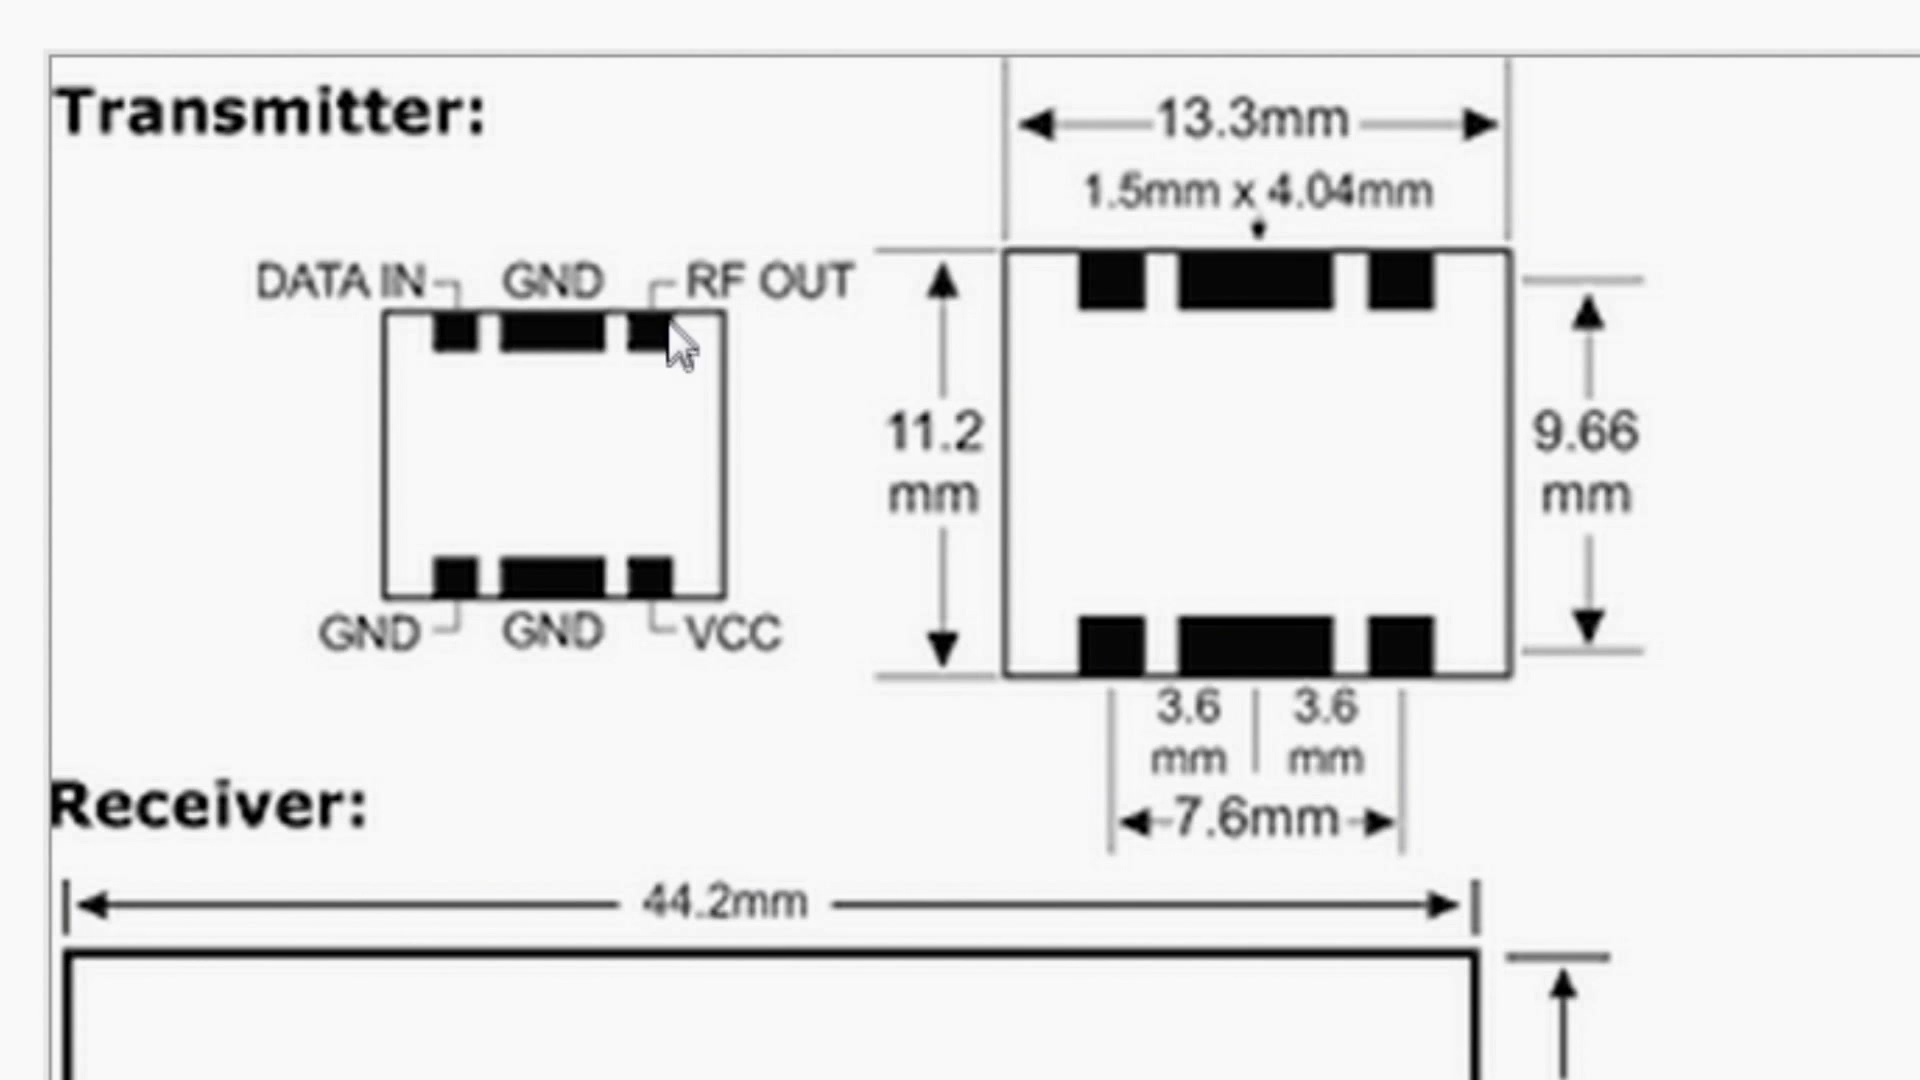 Transmitter:
13.3mm
1.5mm x 4.04mm
DATA IN GND RF OUT
11.2
mm
9.66
mm
GND GND VCC
3.6
mm
3.6
mm
7.6mm
Receiver:
44.2mm